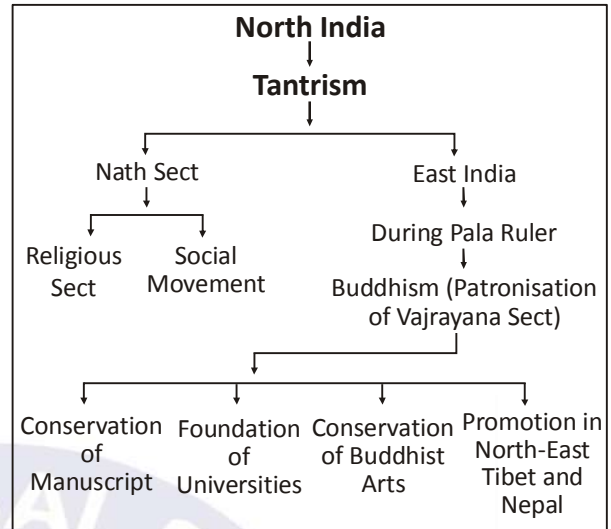 North India
Tantrism
Nath Sect
East India
Religious
Sect
Social
Movement
During Pala Ruler
Buddhism (Patronisation
of Vajrayana Sect)
Conservation
of
Manuscript
Foundation
of
Universities
Conservation
of Buddhist
Arts
Promotion in
North-East
Tibet and
Nepal